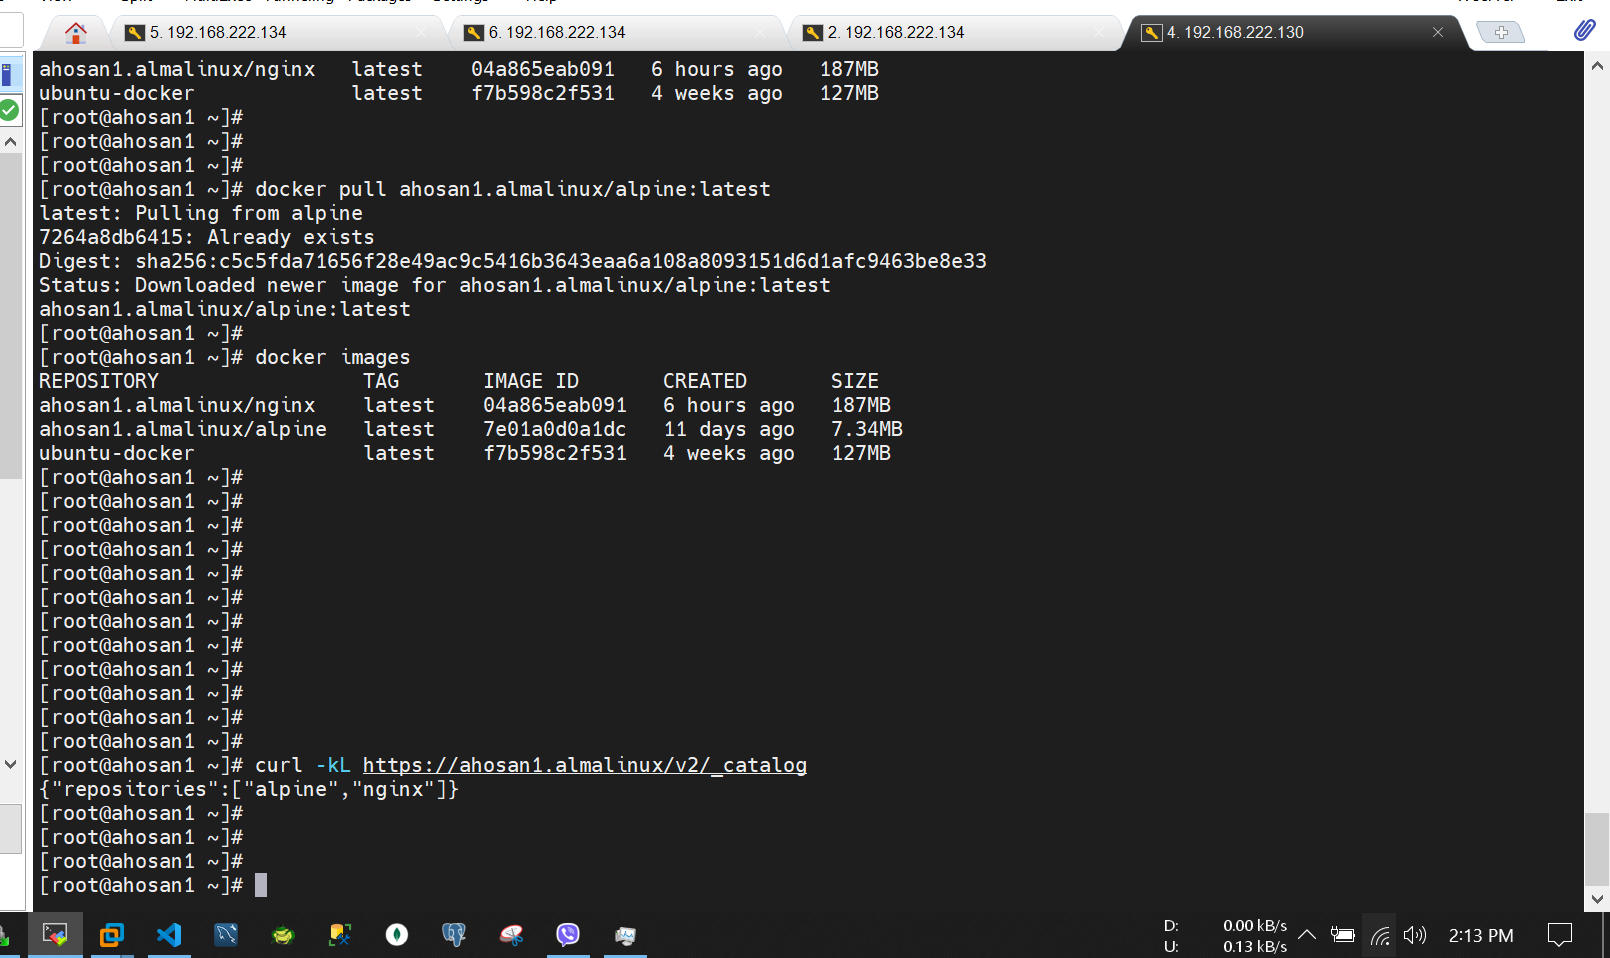 5. 192.168.222.134
6. 192.168.222.134
2. 192.168.222.134
4. 192.168.222.130
ahosan1.almalinux/nginx latest 04a865eab091 6 hours ago 187MB
ubuntu-docker latest f7b598c2f531 4 weeks ago 127MB
[root@ahosan1 ~]#
[root@ahosan1 ~]#
[root@ahosan1 ~]#
[root@ahosan1 ~]# docker pull ahosan1.almalinux/alpine:latest
latest: Pulling from alpine
7264a8db6415: Already exists
Digest: sha256:c5c5fda71656f28e49ac9c5416b3643eaa6a108a8093151d6d1afc9463be8e33
Status: Downloaded newer image for ahosan1.almalinux/alpine:latest
ahosan1.almalinux/alpine:latest
[root@ahosan1 ~]#
[root@ahosan1 ~]# docker images
REPOSITORY TAG IMAGE ID CREATED SIZE
ahosan1.almalinux/nginx latest 04a865eab091 6 hours ago 187MB
ahosan1.almalinux/alpine latest 7e01a0d0a1dc 11 days ago 7.34MB
ubuntu-docker latest f7b598c2f531 4 weeks ago 127MB
[root@ahosan1 ~]#
[root@ahosan1 ~]#
[root@ahosan1 ~]#
[root@ahosan1 ~]#
[root@ahosan1 ~]#
[root@ahosan1 ~]#
[root@ahosan1 ~]#
[root@ahosan1 ~]#
[root@ahosan1 ~]#
[root@ahosan1 ~]#
[root@ahosan1 ~]#
[root@ahosan1 ~]#
[root@ahosan1 ~]# curl -kL https://ahosan1.almalinux/v2/_catalog
{"repositories":["alpine","nginx"]}
[root@ahosan1 ~]#
[root@ahosan1 ~]#
[root@ahosan1 ~]#
[root@ahosan1 ~]#
D: 0.00 kB/s
U: 0.13 kB/s
2:13 PM